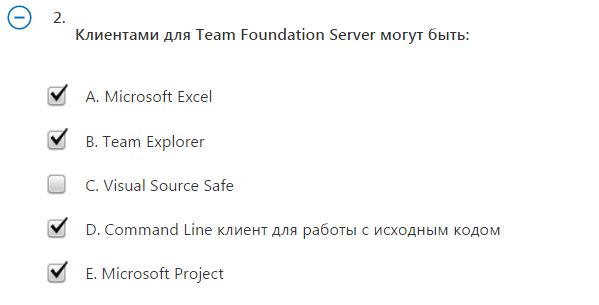 2.
Клиентами для Team Foundation Server могут быть:
A. Microsoft Excel
B. Team Explorer
C. Visual Source Safe
D. Command Line клиент для работы с исходным кодом
E. Microsoft Project